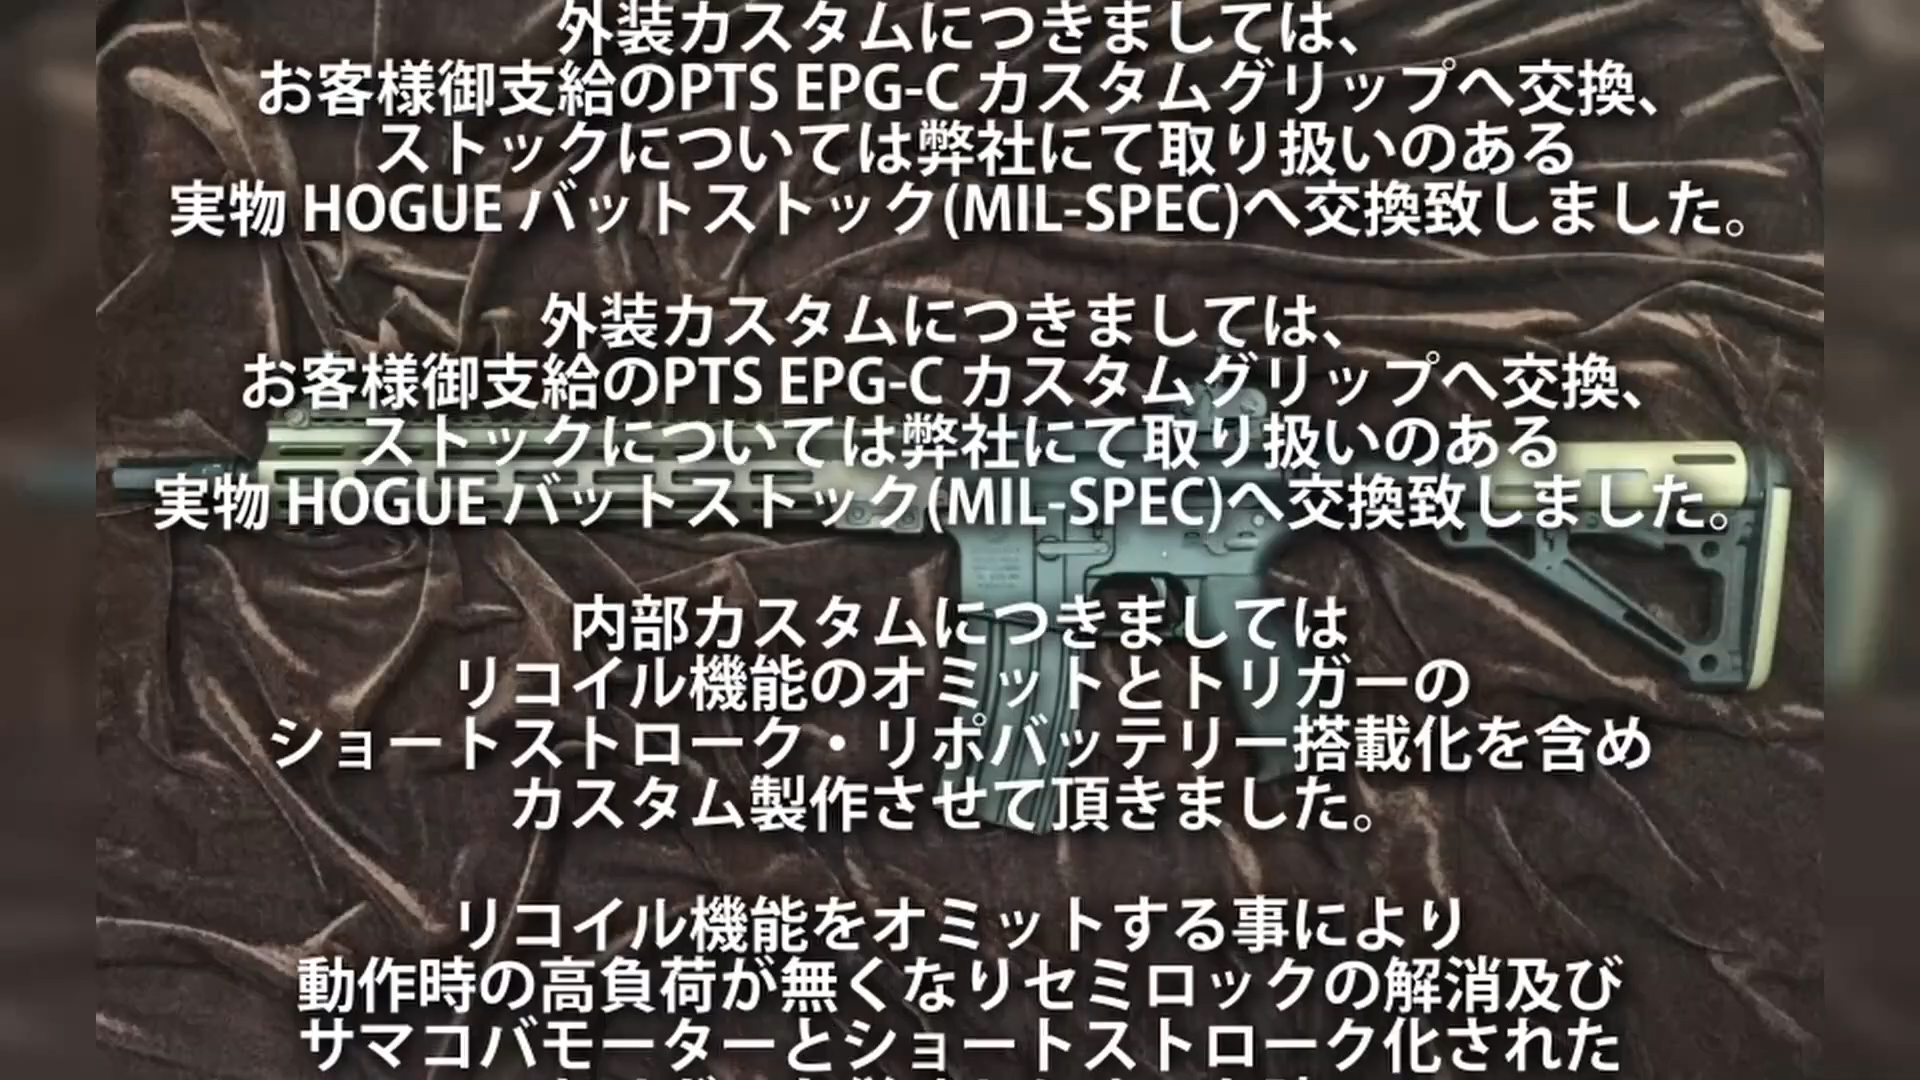 外装カスタムにつきましては、
お客様御支給のPTS EPG-C カスタムグリップへ交換、
ストックについては弊社にて取り扱いのある
実物 HOGUE バットストック(MIL-SPEC)へ交換致しました。
外装カスタムにつきましては、
お客様御支給のPTS EPG-C カスタムグリップへ交換、
ストックについては弊社にて取り扱いのある
実物 HOGUE バットストック(MIL-SPEC)へ交換致しました。
内部カスタムにつきましては
リコイル機能のオミットとトリガーの
ショートストローク・リポバッテリー搭載化を含め
カスタム製作させて頂きました。
リコイル機能をオミットする事により
動作時の高負荷が無くなりセミロックの解消及び
サマコバモーターとショートストローク化された